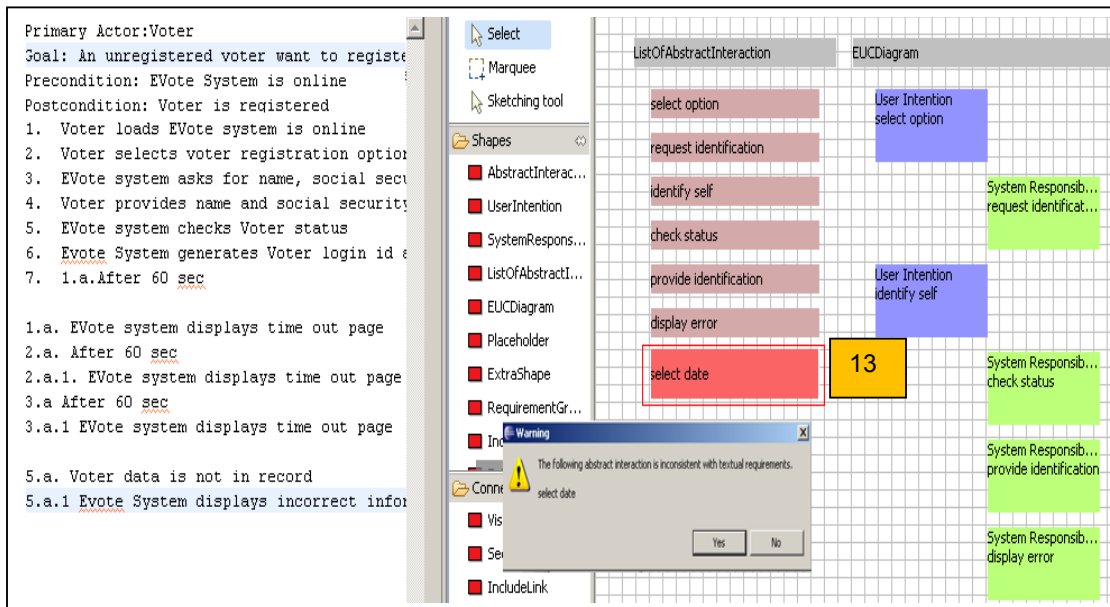 Primary Actor:Voter
Goal: An unregistered voter want to registe
Precondition: EVote System is online
Postcondition: Voter is registered
1. Voter loads EVote system is online
2. Voter selects voter registration option
3. EVote system asks for name, social secu
4. Voter provides name and social security
5. EVote system checks Voter status
6. Evote System generates Voter login id a
7. 1.a.After 60 sec
1.a. EVote system displays time out page
2.a. After 60 sec
2.a.1. EVote system displays time out page
3.a After 60 sec
3.a.1 EVote system displays time out page
5.a. Voter data is not in record
5.a.1 Evote System displays incorrect infor
Select
Marquee
Sketching tool
Shapes
AbstractInterac...
UserIntention
SystemRespons...
ListOfAbstractI...
EUCDiagram
Placeholder
ExtraShape
RequirementGr...
Inc
Conne
Vis
Se
IncludeLink
ListOfAbstractInteraction
select option
request identification
identify self
check status
provide identification
display error
select date
13
EUCDiagram
User Intention
select option
System Responsib...
request identificat...
User Intention
identify self
System Responsib...
check status
System Responsib...
provide identification
System Responsib...
display error
Warning
The following abstract interaction is inconsistent with textual requirements.
select date
Yes
No